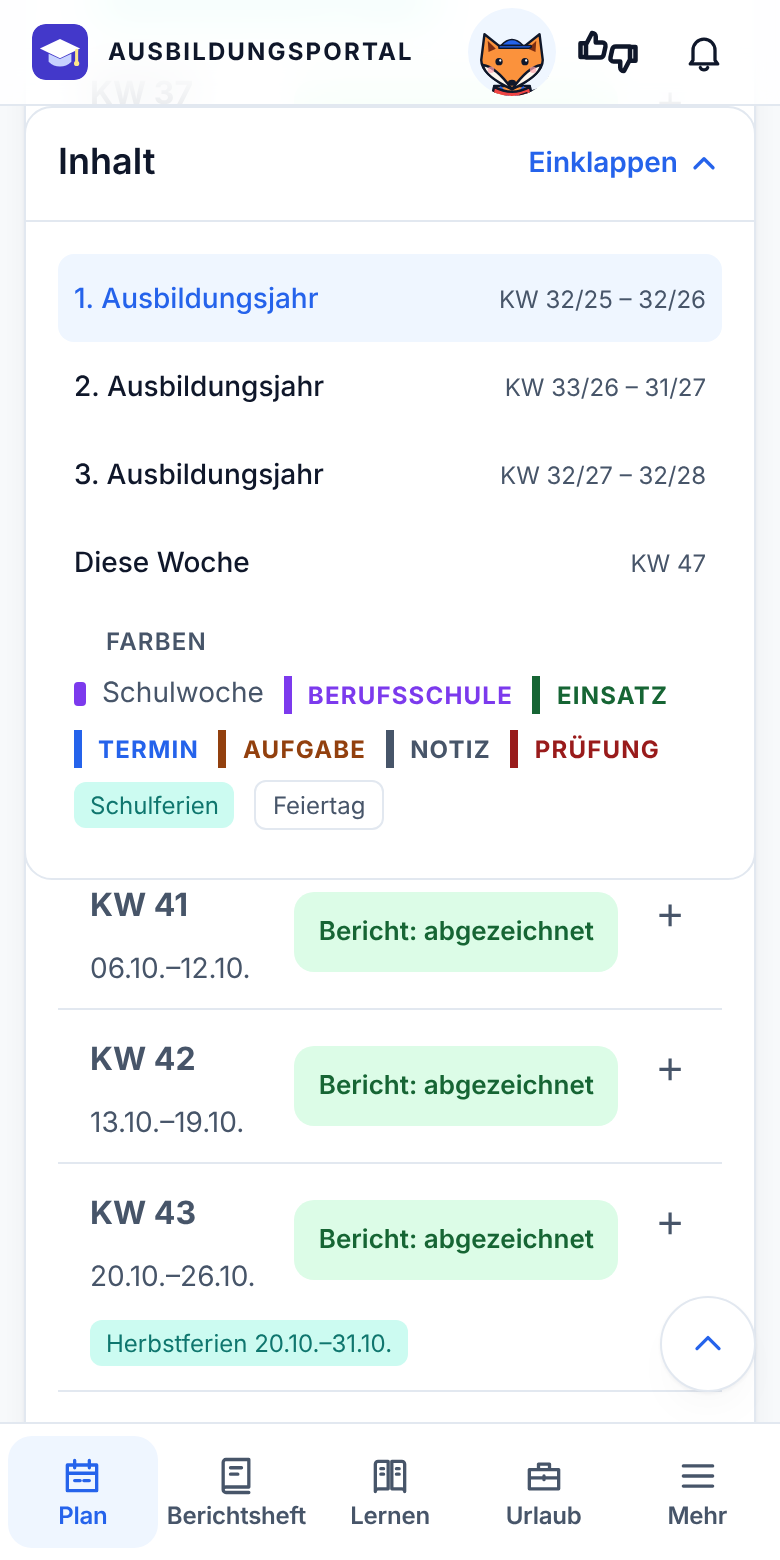 AUSBILDUNGSPORTAL
KW 37
Inhalt
Einklappen
1. Ausbildungsjahr KW 32/25 – 32/26
2. Ausbildungsjahr KW 33/26 – 31/27
3. Ausbildungsjahr KW 32/27 – 32/28
Diese Woche KW 47
FARBEN
Schulwoche BERUFSSCHULE EINSATZ
TERMIN AUFGABE NOTIZ PRÜFUNG
Schulferien Feiertag
KW 41
Bericht: abgezeichnet +
06.10.–12.10.
KW 42
Bericht: abgezeichnet +
13.10.–19.10.
KW 43
Bericht: abgezeichnet +
20.10.–26.10.
Herbstferien 20.10.–31.10.
Plan Berichtsheft Lernen Urlaub Mehr